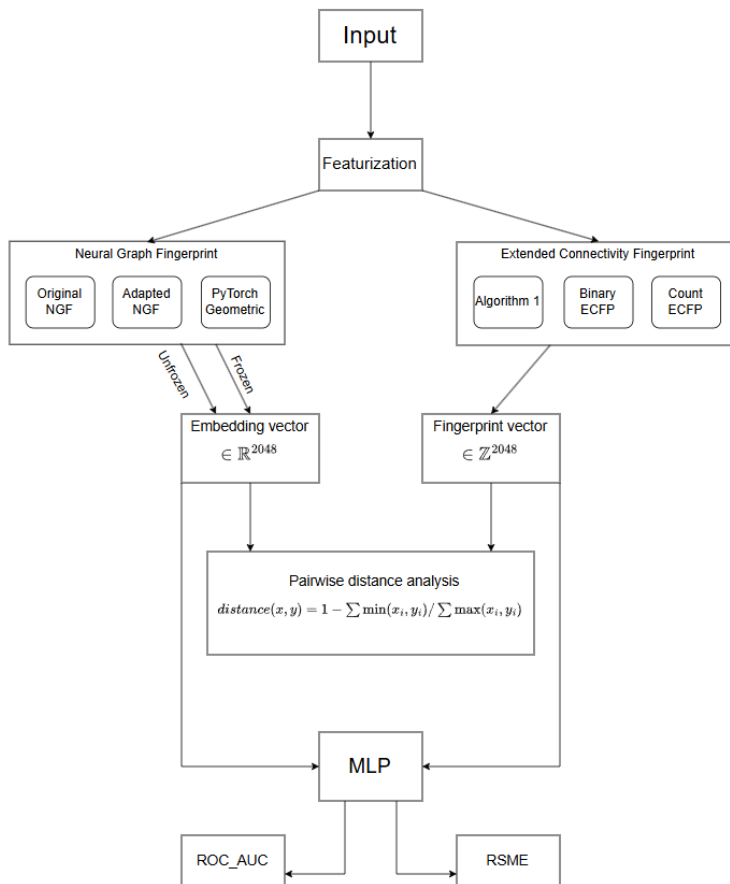 Input
Featurization
Neural Graph Fingerprint
Original
NGF
Adapted
NGF
PyTorch
Geometric
Extended Connectivity Fingerprint
Algorithm 1
Binary
ECFP
Count
ECFP
Unfrozen
Frozen
Embedding vector
∈ ℝ^2048
Fingerprint vector
∈ ℤ^2048
Pairwise distance analysis
distance(x, y) = 1 − ∑ min(x_i, y_i)/ ∑ max(x_i, y_i)
MLP
ROC_AUC
RSME